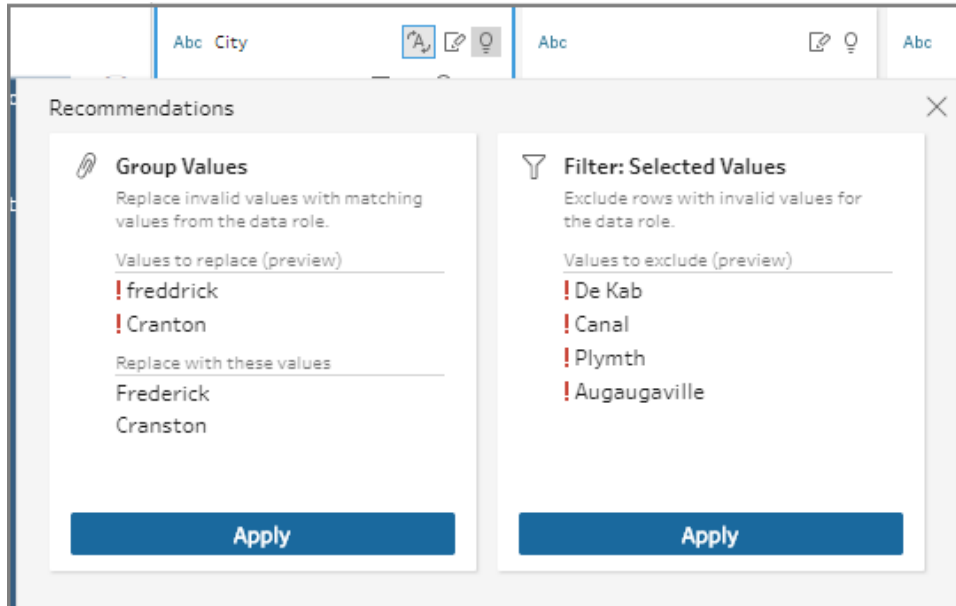 Abc City
Abc
Abc
Recommendations
Group Values
Replace invalid values with matching
values from the data role.
Values to replace (preview)
! freddrick
! Cranton
Replace with these values
Frederick
Cranston
Apply
Filter: Selected Values
Exclude rows with invalid values for
the data role.
Values to exclude (preview)
! De Kab
! Canal
! Plymth
! Augaugaville
Apply